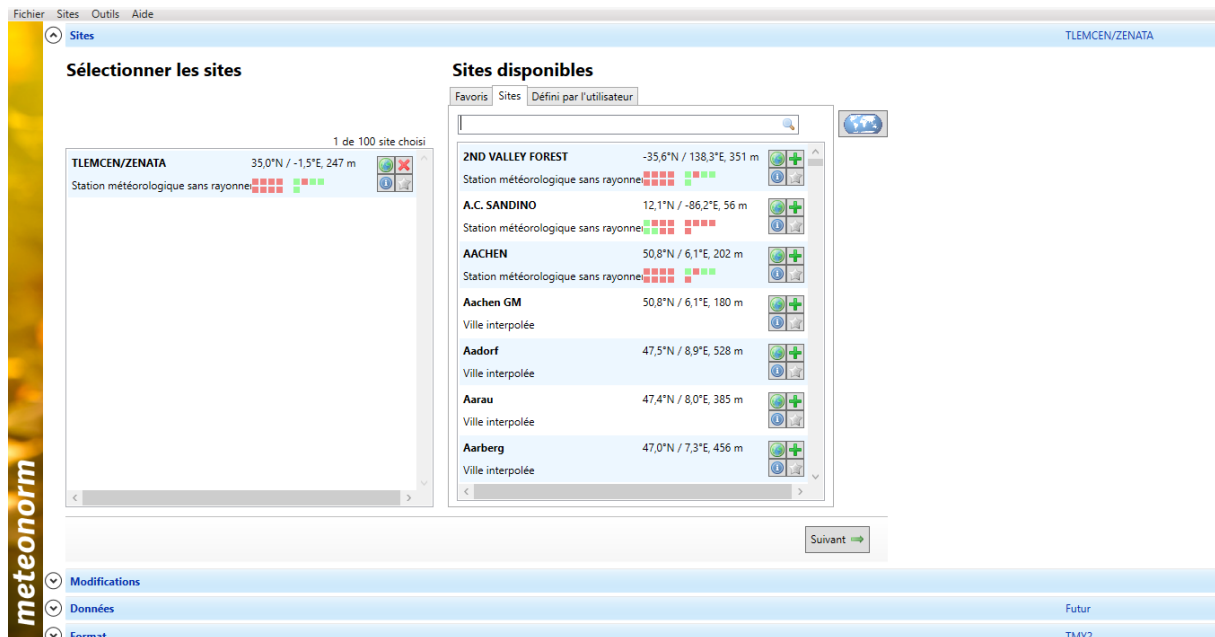 Fichier Sites Outils Aide
Sites TLEMCEN/ZENATA
Sélectionner les sites
Sites disponibles
Favoris Sites Défini par l'utilisateur
1 de 100 site choisi
TLEMCEN/ZENATA 35,0°N / -1,5°E, 247 m
Station météorologique sans rayonne
2ND VALLEY FOREST -35,6°N / 138,3°E, 351 m
Station météorologique sans rayonne
A.C. SANDINO 12,1°N / -86,2°E, 56 m
Station météorologique sans rayonne
AACHEN 50,8°N / 6,1°E, 202 m
Station météorologique sans rayonne
Aachen GM 50,8°N / 6,1°E, 180 m
Ville interpolée
Aadorf 47,5°N / 8,9°E, 528 m
Ville interpolée
Aarau 47,4°N / 8,0°E, 385 m
Ville interpolée
Aarberg 47,0°N / 7,3°E, 456 m
Ville interpolée
Suivant
meteonorm
Modifications
Données Futur
Format TMY2